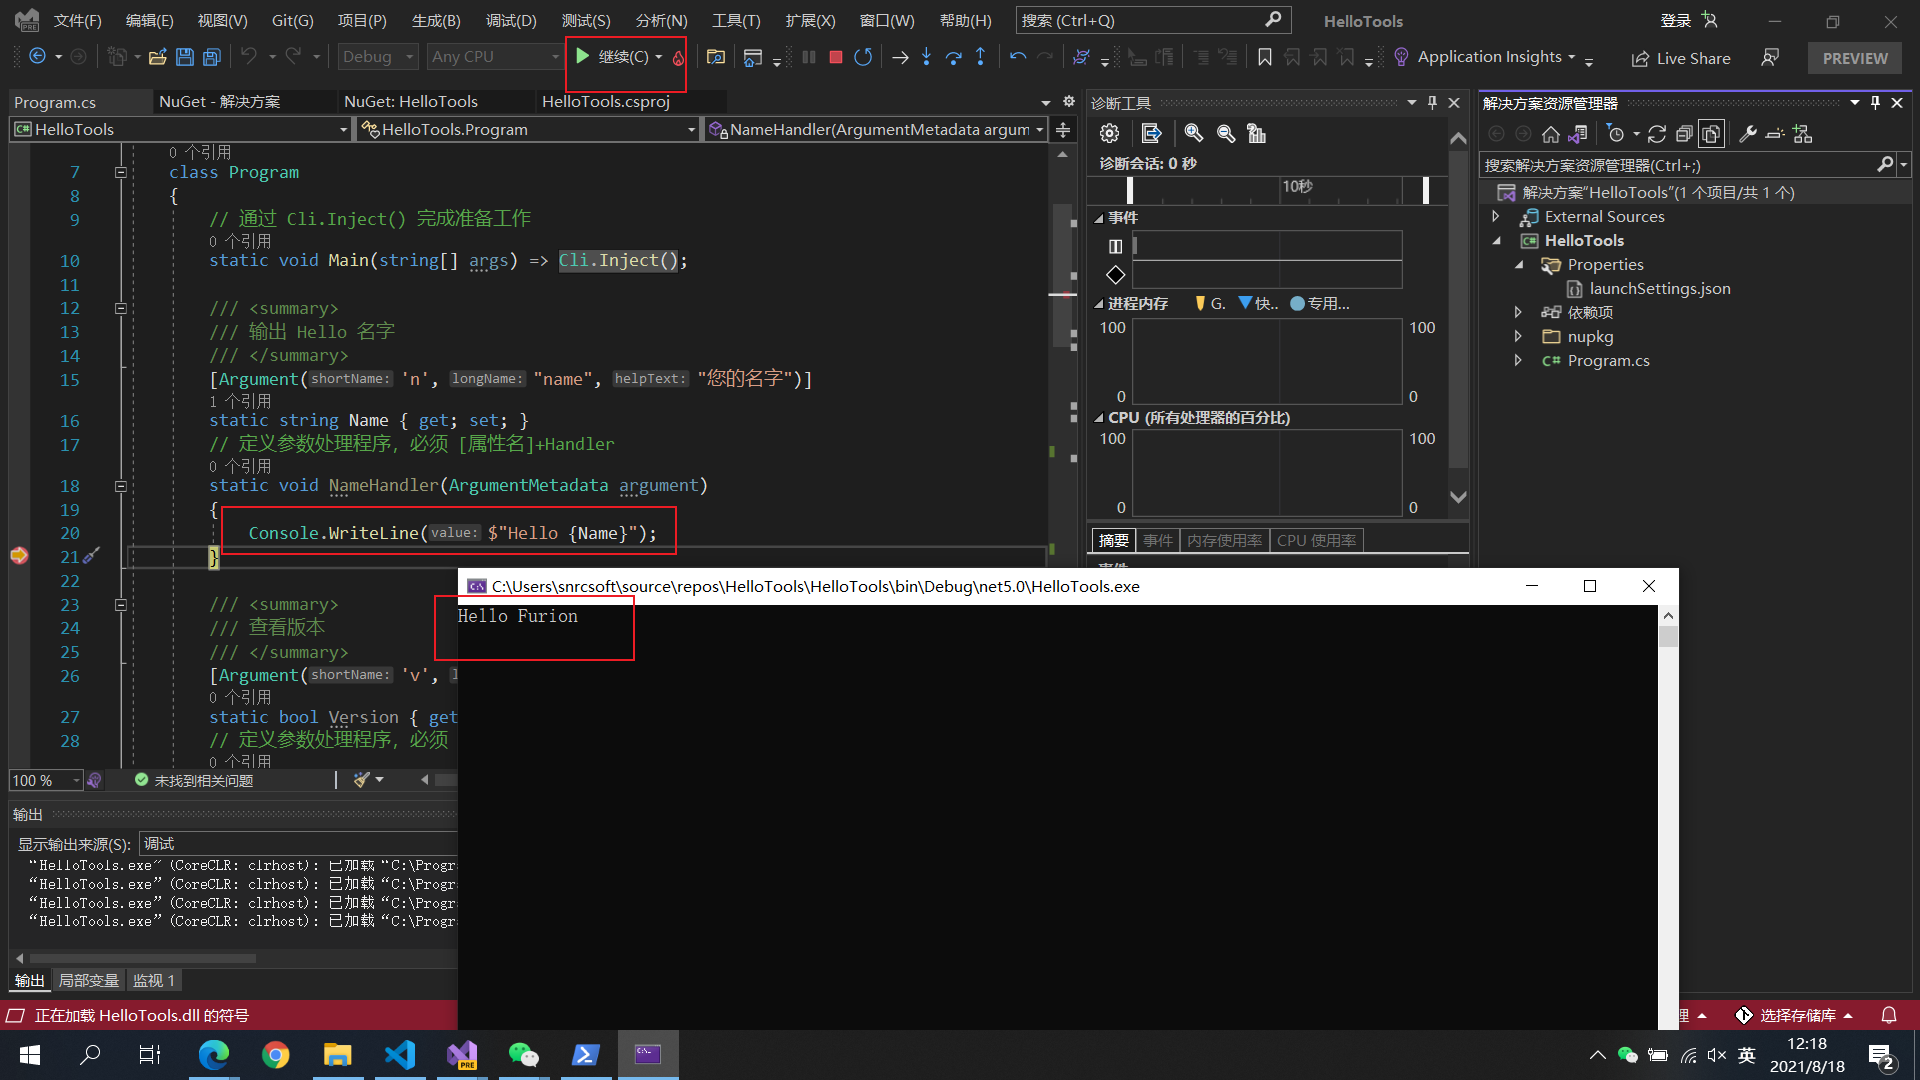 文件(F) 编辑(E) 视图(V) Git(G) 项目(P) 生成(B) 调试(D) 测试(S) 分析(N) 工具(T) 扩展(X) 窗口(W) 帮助(H) 搜索 (Ctrl+Q) HelloTools 登录
Debug Any CPU 继续(C) Application Insights Live Share PREVIEW
Program.cs NuGet - 解决方案 NuGet: HelloTools HelloTools.csproj
HelloTools HelloTools.Program NameHandler(ArgumentMetadata argum
0 个引用
7 class Program
8 {
9 // 通过 Cli.Inject() 完成准备工作
0 个引用
10 static void Main(string[] args) => Cli.Inject();
11
12 /// <summary>
13 /// 输出 Hello 名字
14 /// </summary>
15 [Argument(shortName: 'n', longName: "name", helpText: "您的名字")]
1 个引用
16 static string Name { get; set; }
17 // 定义参数处理程序, 必须 [属性名]+Handler
0 个引用
18 static void NameHandler(ArgumentMetadata argument)
19 {
20 Console.WriteLine(value: $"Hello {Name}");
21 }
22
23 /// <summary>
24 /// 查看版本
25 /// </summary>
26 [Argument(shortName: 'v',
0 个引用
27 static bool Version { get
28 // 定义参数处理程序, 必须
0 个引用
100 % 未找到相关问题
输出
显示输出来源(S): 调试
“HelloTools.exe”(CoreCLR: clrhost): 已加载“C:\Progr
“HelloTools.exe”(CoreCLR: clrhost): 已加载“C:\Progr
“HelloTools.exe”(CoreCLR: clrhost): 已加载“C:\Progr
“HelloTools.exe”(CoreCLR: clrhost): 已加载“C:\Progr
输出 局部变量 监视 1
正在加载 HelloTools.dll 的符号
诊断工具
诊断会话: 0 秒
10秒
事件
进程内存 G. 快.. 专用...
100 100
0 0
CPU (所有处理器的百分比)
100 100
0 0
摘要 事件 内存使用率 CPU 使用率
C:\Users\snrcsoft\source\repos\HelloTools\HelloTools\bin\Debug\net5.0\HelloTools.exe
Hello Furion
解决方案资源管理器
搜索解决方案资源管理器(Ctrl+;)
解决方案“HelloTools”(1 个项目/共 1 个)
External Sources
C# HelloTools
Properties
launchSettings.json
依赖项
nupkg
C# Program.cs
理 选择存储库
PRE 英 12:18
2021/8/18 2